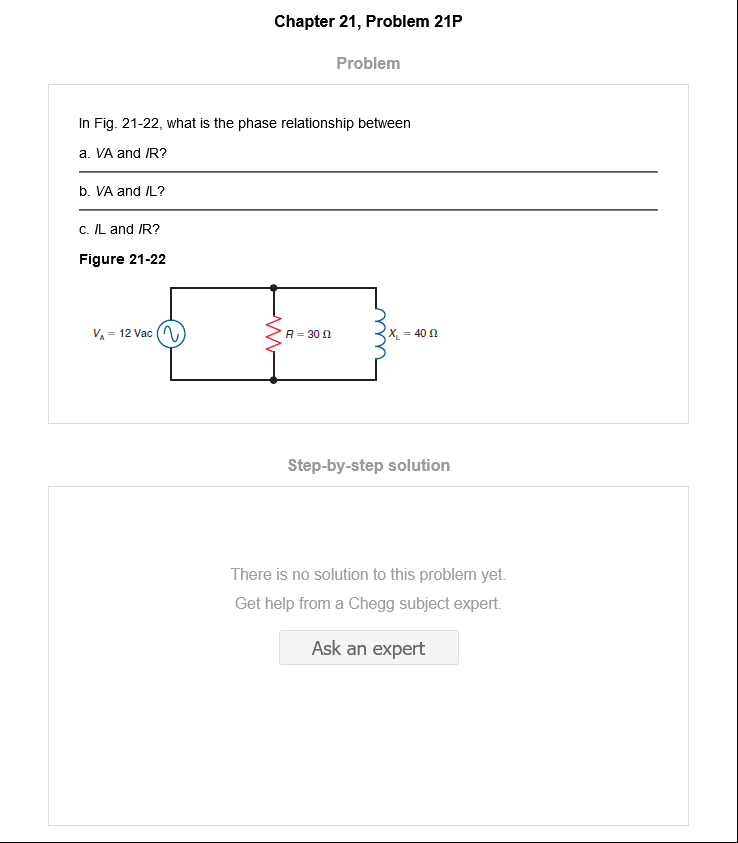 Chapter 21, Problem 21P
Problem
In Fig. 21-22, what is the phase relationship between
a. VA and IR?
b. VA and IL?
c. IL and IR?
Figure 21-22
V_A = 12 Vac
R = 30 Ω
X_L = 40 Ω
Step-by-step solution
There is no solution to this problem yet.
Get help from a Chegg subject expert.
Ask an expert